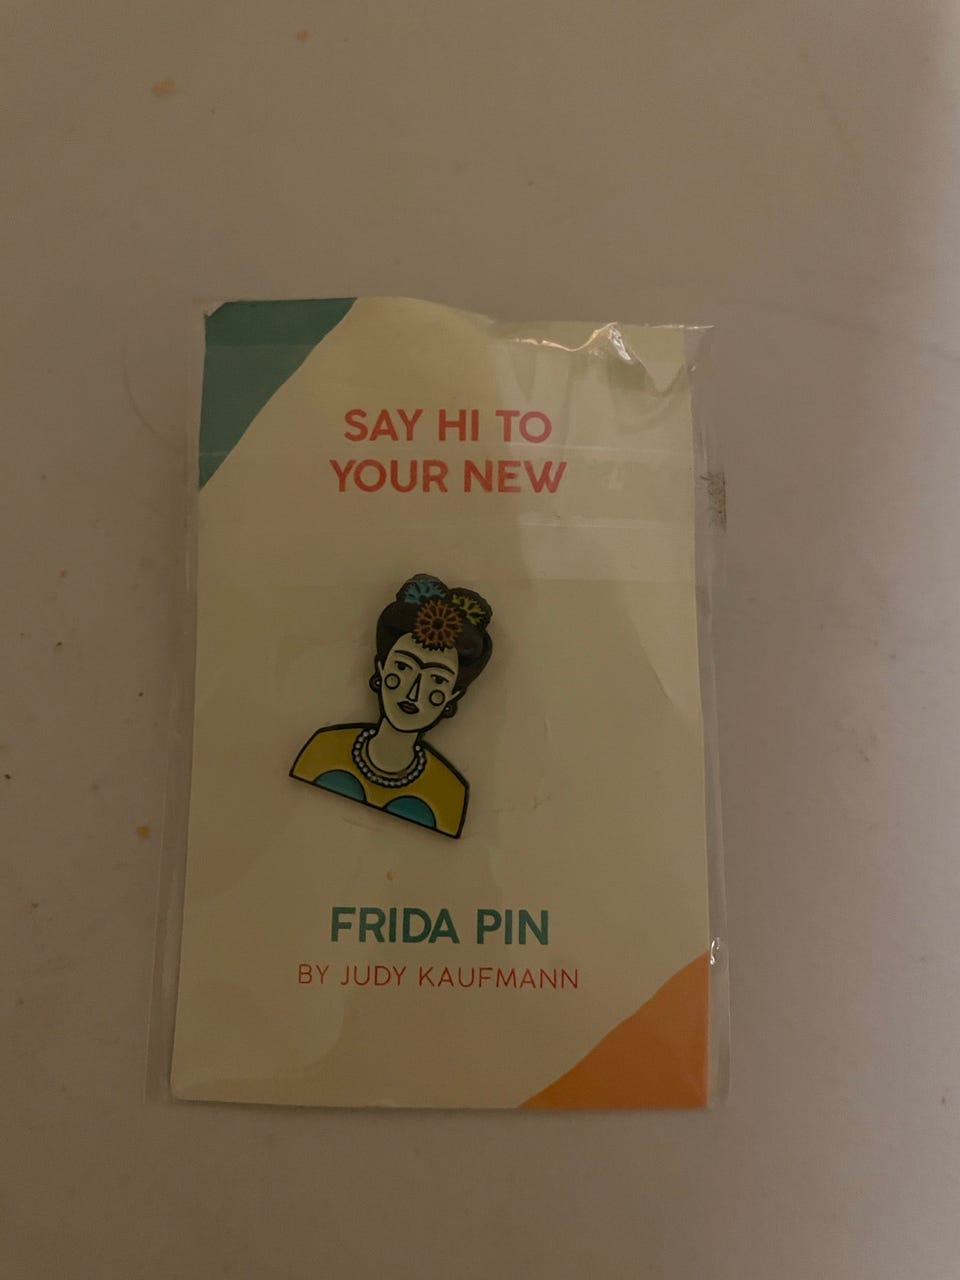 SAY HI TO
YOUR NEW
FRIDA PIN
BY JUDY KAUFMANN